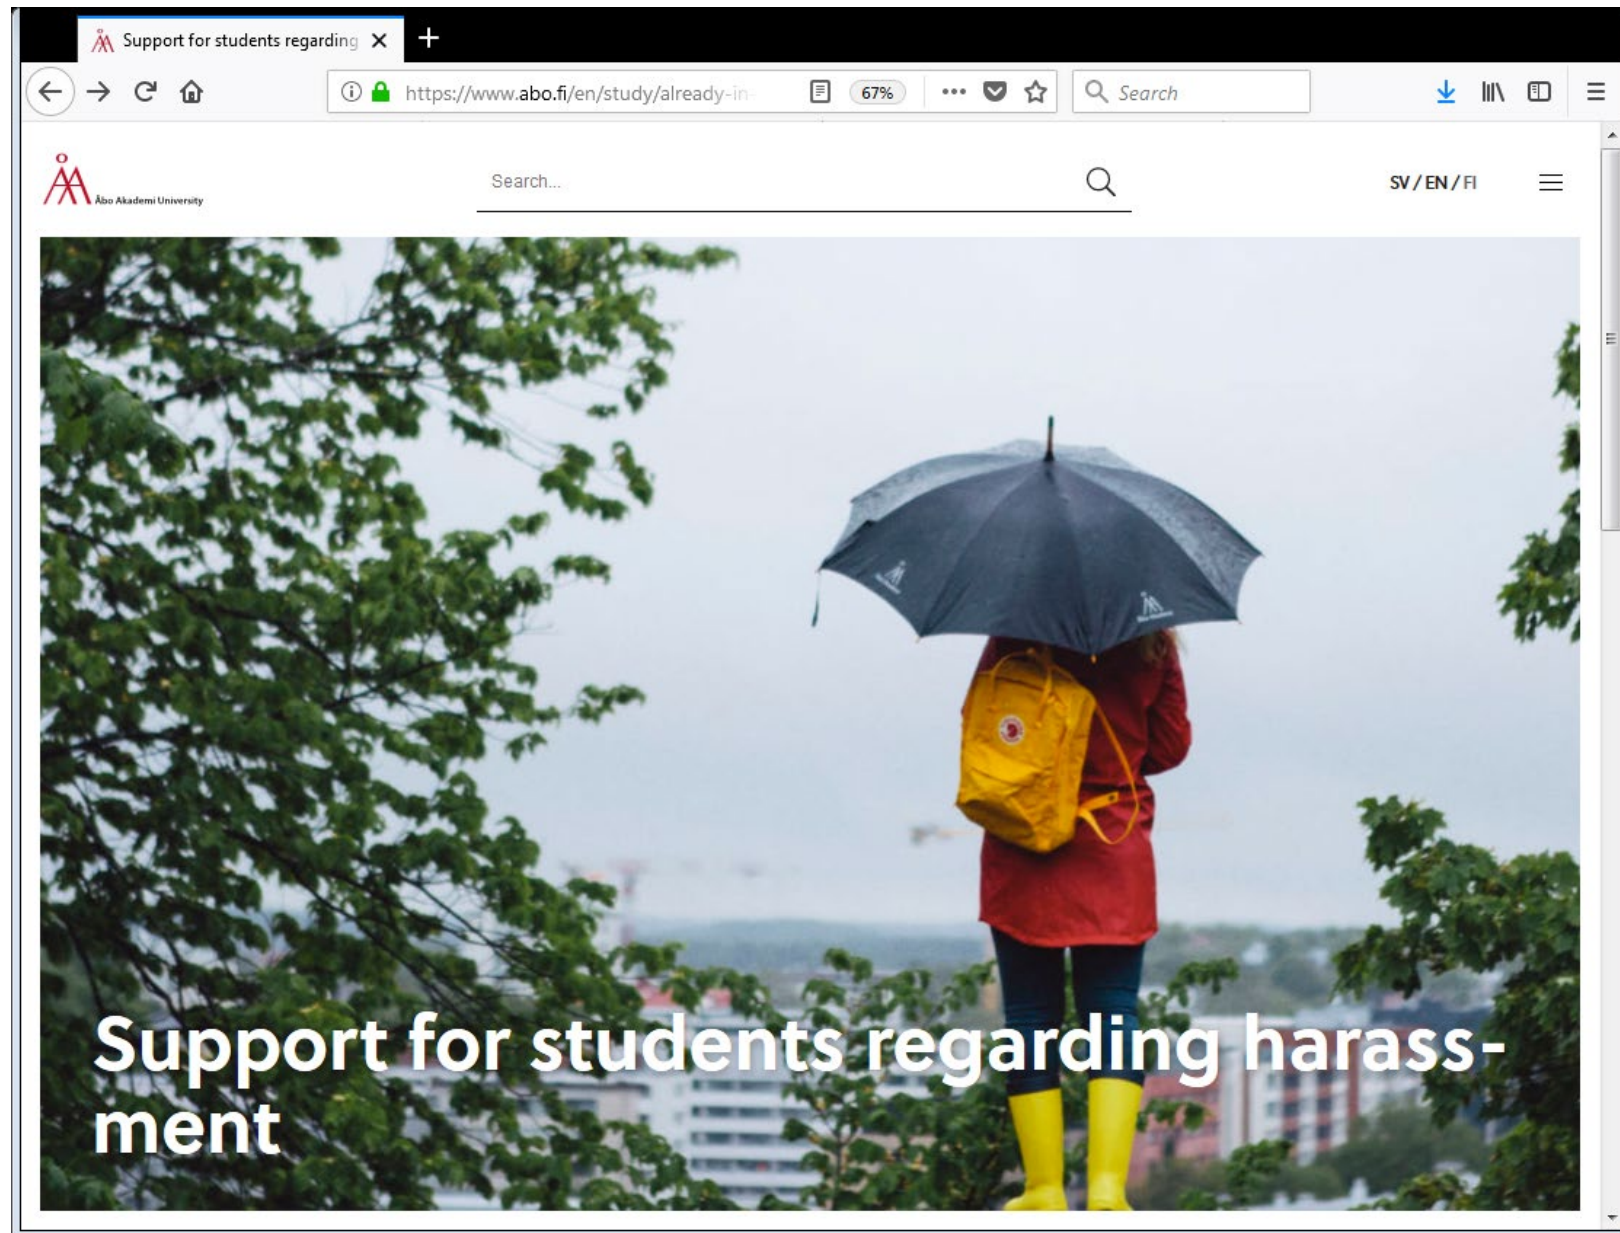 Support for students regarding
https://www.abo.fi/en/study/already-in-
67%
Search
Åbo Akademi University
Search...
SV / EN / FI
Support for students regarding harass-
ment